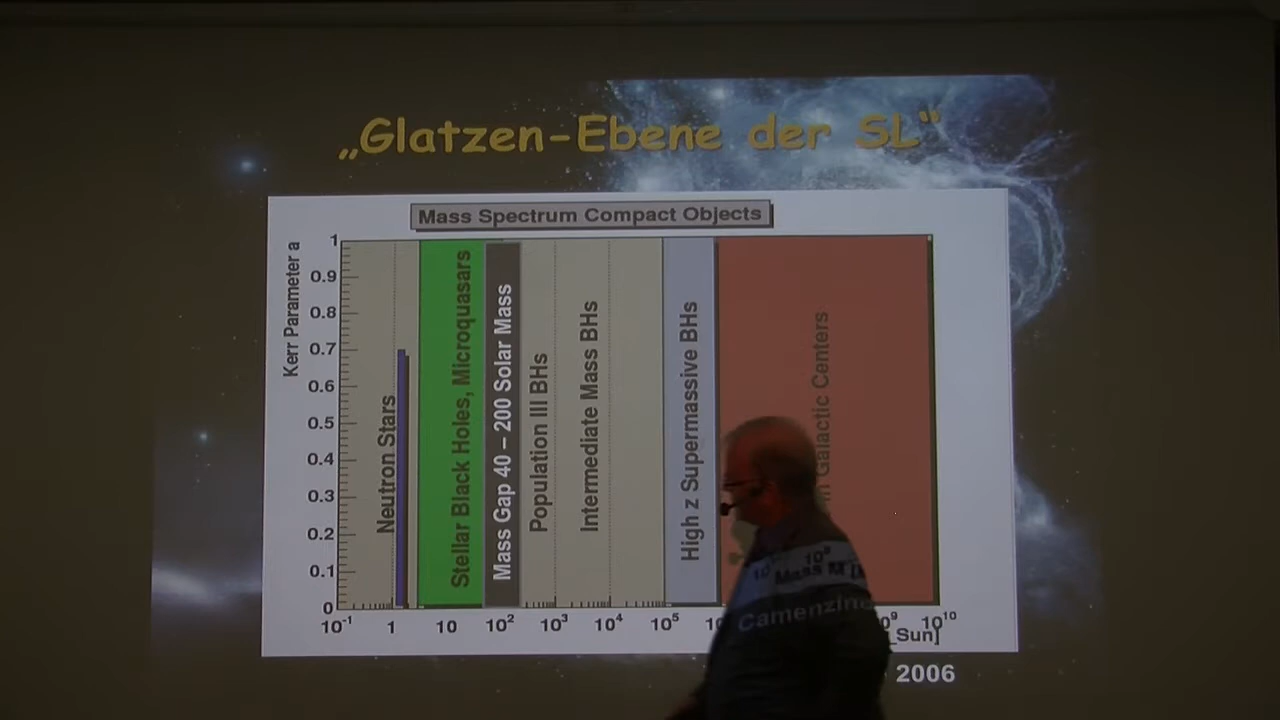 „Glatzen-Ebene der SL“
Mass Spectrum Compact Objects
Kerr Parameter a
1
0.9
0.8
0.7
0.6
0.5
0.4
0.3
0.2
0.1
0
Neutron Stars
Stellar Black Holes, Microquasars
Mass Gap 40 – 200 Solar Mass
Population III BHs
Intermediate Mass BHs
High z Supermassive BHs
in Galactic Centers
10⁻¹ 1 10 10² 10³ 10⁴ 10⁵ 10⁹ 10¹⁰
Mass M _Sun]
Camenzind
2006